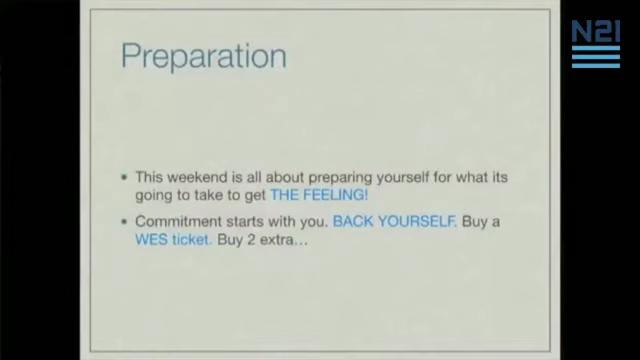 N21
Preparation
• This weekend is all about preparing yourself for what its
going to take to get THE FEELING!
• Commitment starts with you. BACK YOURSELF. Buy a
WES ticket. Buy 2 extra...